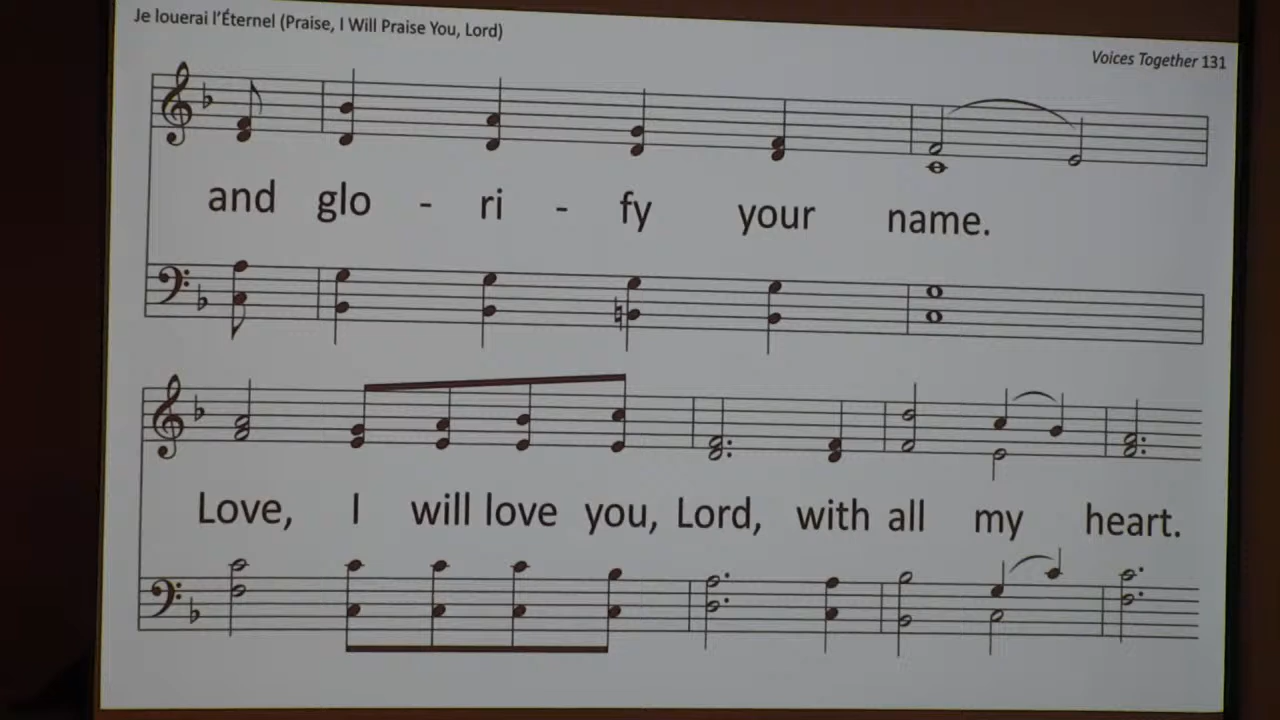 Je louerai l'Éternel (Praise, I Will Praise You, Lord)
Voices Together 131
and glo - ri - fy your name.
Love, I will love you, Lord, with all my heart.